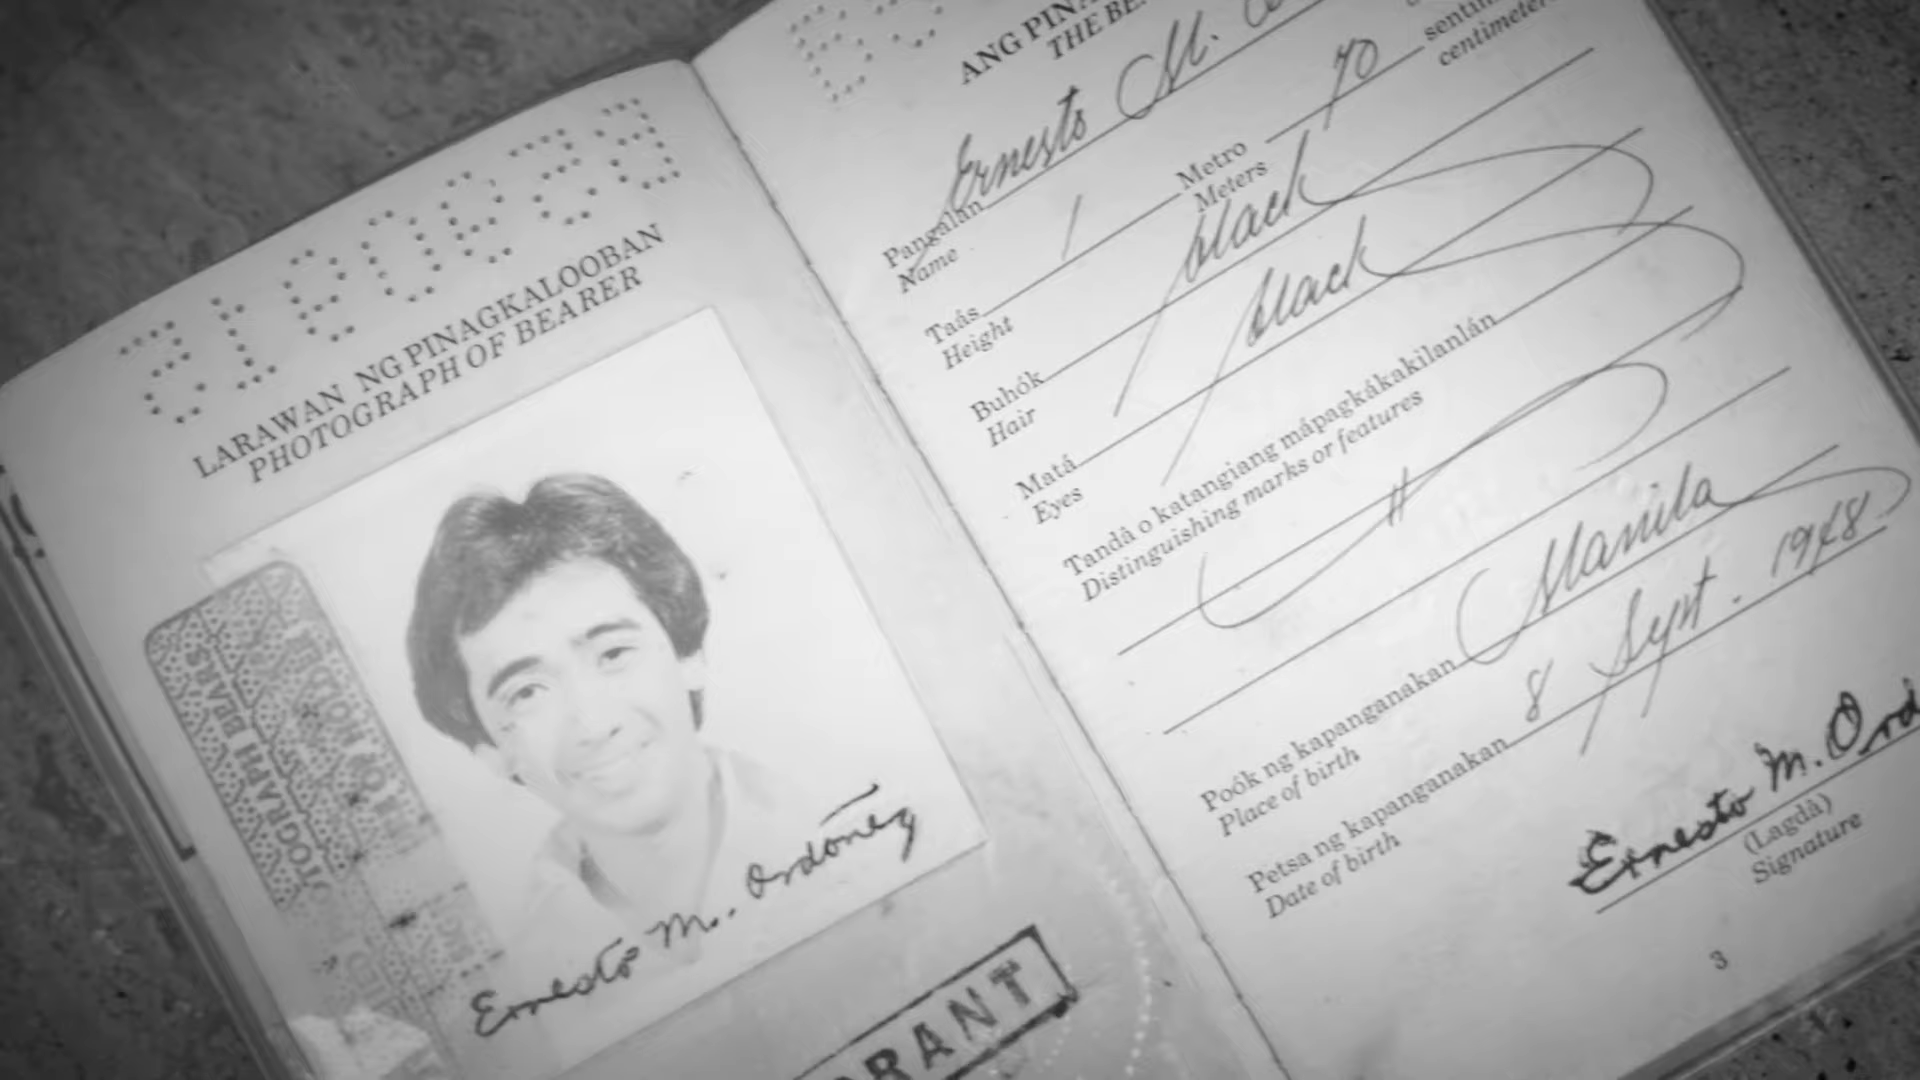 LARAWAN NG PINAGKALOOBAN
PHOTOGRAPH OF BEARER
TOGRAPH BEARS
Ernesto M. Ordoñez
RANT
ANG PIN
THE BE
Pangalan Ernesto M.
Name
Taás 1 Metro 70 sentim
Height Meters centimeters
Buhók black
Hair
Matá black
Eyes
Tandâ o katangiang mápagkákakilanlán
Distinguishing marks or features
Poók ng kapanganakan Manila
Place of birth
Petsa ng kapanganakan 8 Sept. 1948
Date of birth
Ernesto M. Ord
(Lagdâ)
Signature
3